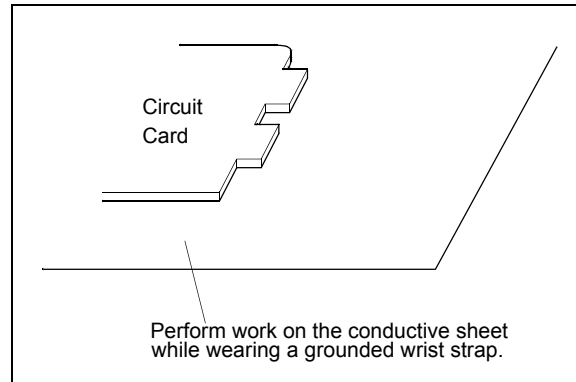 Circuit
Card
Perform work on the conductive sheet
while wearing a grounded wrist strap.